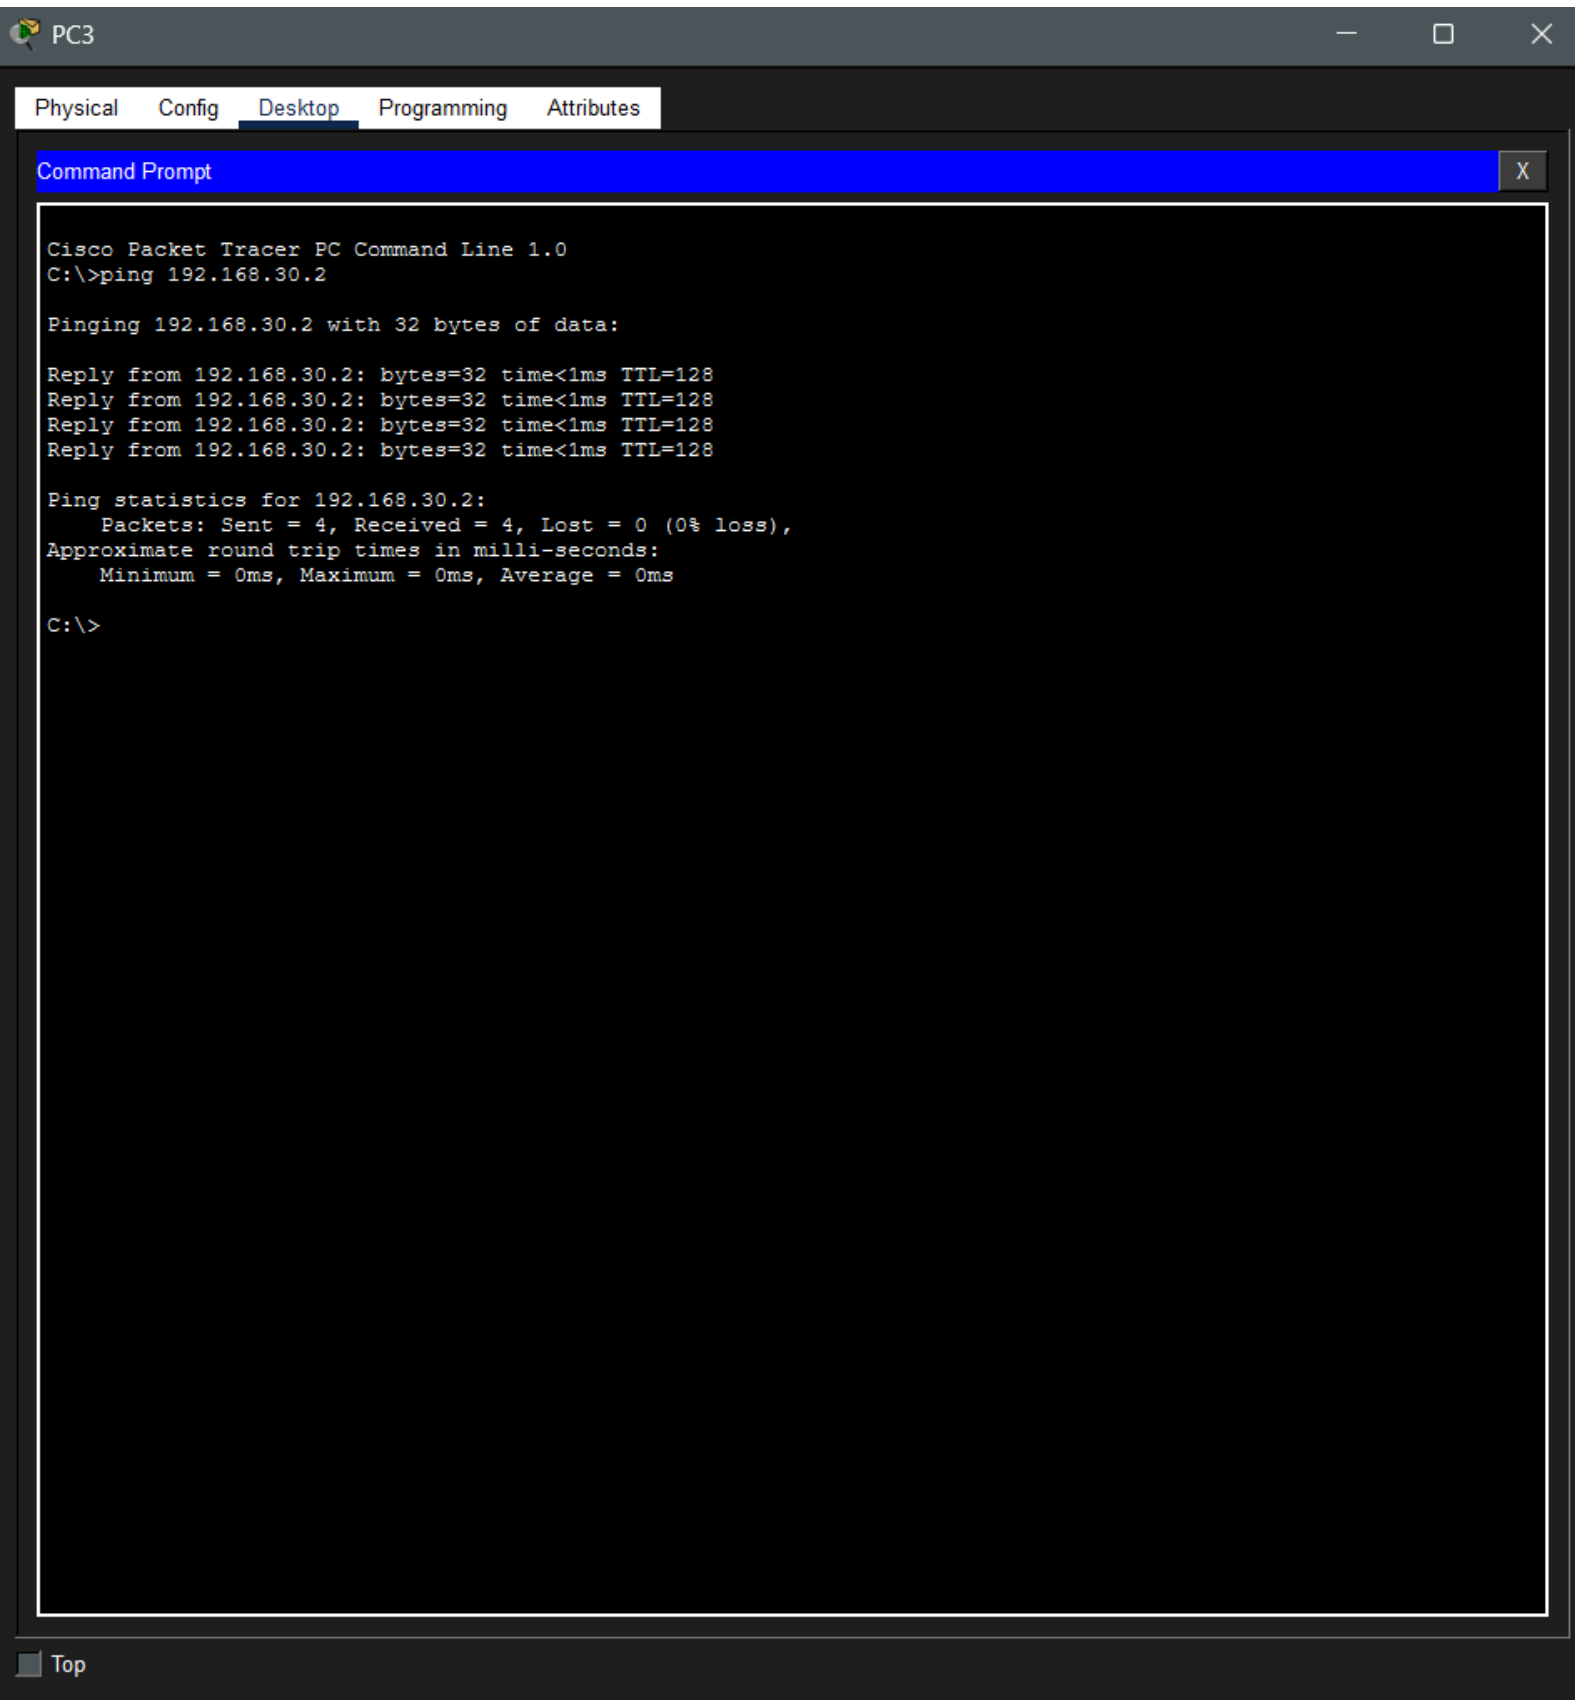 PC3
Physical Config Desktop Programming Attributes
Command Prompt
X
Cisco Packet Tracer PC Command Line 1.0
C:\>ping 192.168.30.2
Pinging 192.168.30.2 with 32 bytes of data:
Reply from 192.168.30.2: bytes=32 time<1ms TTL=128
Reply from 192.168.30.2: bytes=32 time<1ms TTL=128
Reply from 192.168.30.2: bytes=32 time<1ms TTL=128
Reply from 192.168.30.2: bytes=32 time<1ms TTL=128
Ping statistics for 192.168.30.2:
Packets: Sent = 4, Received = 4, Lost = 0 (0% loss),
Approximate round trip times in milli-seconds:
Minimum = 0ms, Maximum = 0ms, Average = 0ms
C:\>
Top